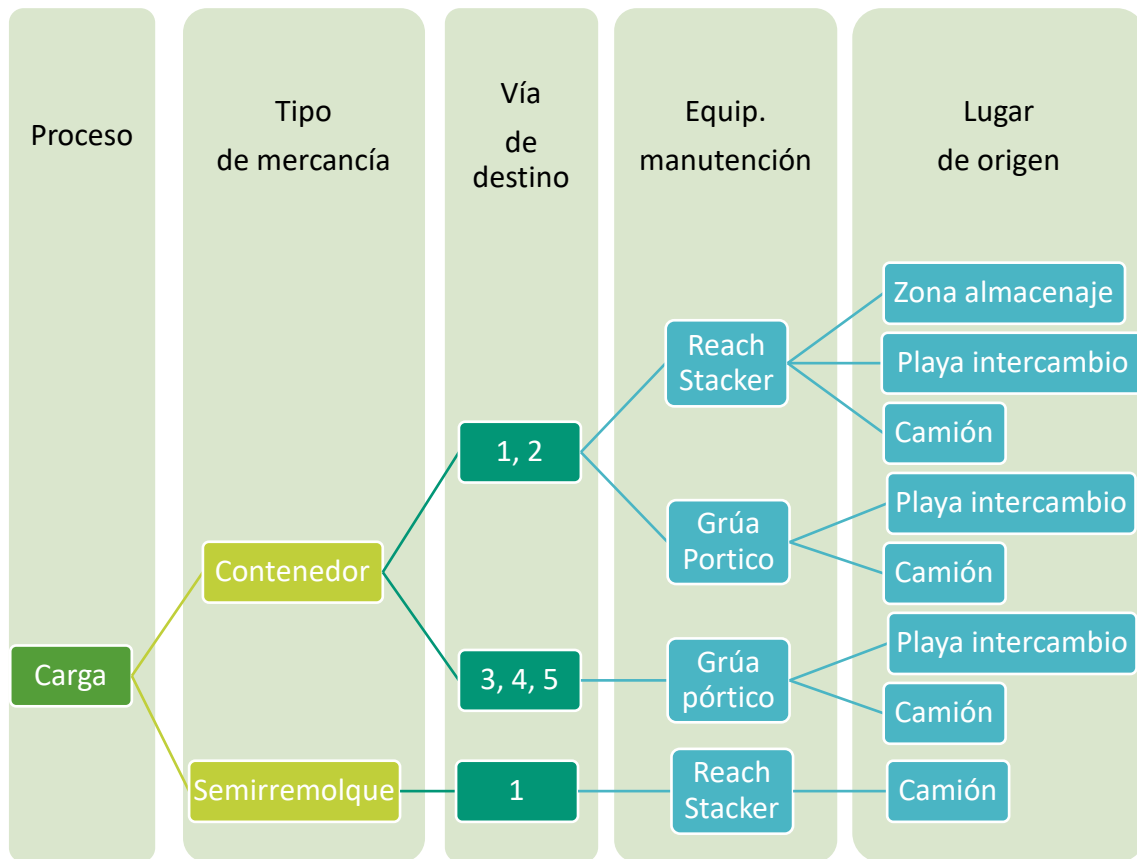 Proceso
Tipo
de mercancía
Vía
de
destino
Equip.
manutención
Lugar
de origen
Carga
Contenedor
Semirremolque
1, 2
3, 4, 5
1
Reach
Stacker
Grúa
Portico
Grúa
pórtico
Reach
Stacker
Zona almacenaje
Playa intercambio
Camión
Playa intercambio
Camión
Playa intercambio
Camión
Camión